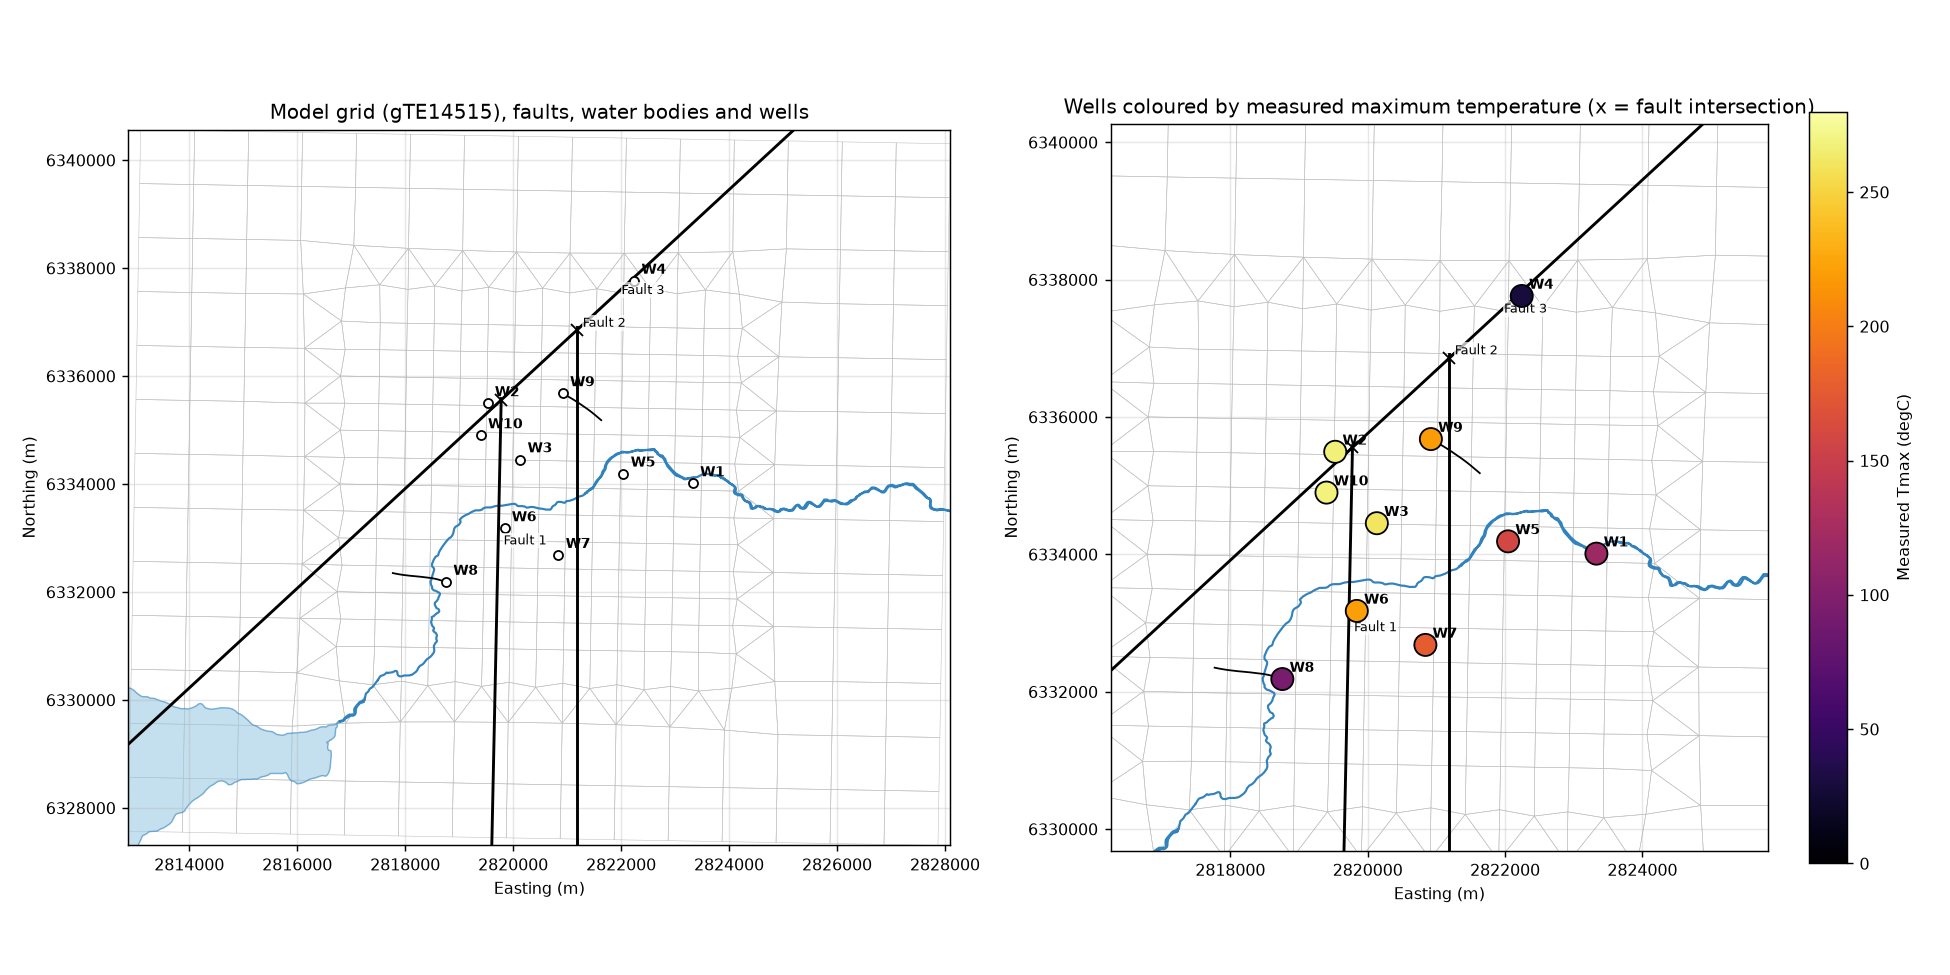 Model grid (gTE14515), faults, water bodies and wells
6340000
6338000
6336000
6334000
6332000
6330000
6328000
Northing (m)
W4
Fault 3
Fault 2
W9
W2
W10
W3
W5
W1
W6
Fault 1
W7
W8
2814000
2816000
2818000
2820000
2822000
2824000
2826000
2828000
Easting (m)
Wells coloured by measured maximum temperature (x = fault intersection)
6340000
6338000
6336000
6334000
6332000
6330000
Northing (m)
W4
Fault 3
Fault 2
W9
W2
W10
W3
W5
W1
W6
Fault 1
W7
W8
2818000
2820000
2822000
2824000
Easting (m)
250
200
150
100
50
0
Measured Tmax (degC)